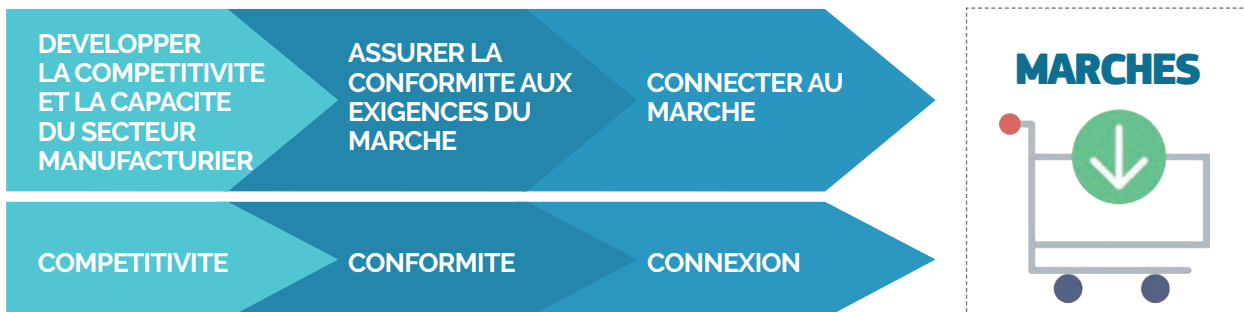 DEVELOPPER
LA COMPETITIVITE
ET LA CAPACITE
DU SECTEUR
MANUFACTURIER
ASSURER LA
CONFORMITE AUX
EXIGENCES DU
MARCHE
CONNECTER AU
MARCHE
MARCHES
COMPETITIVITE
CONFORMITE
CONNEXION